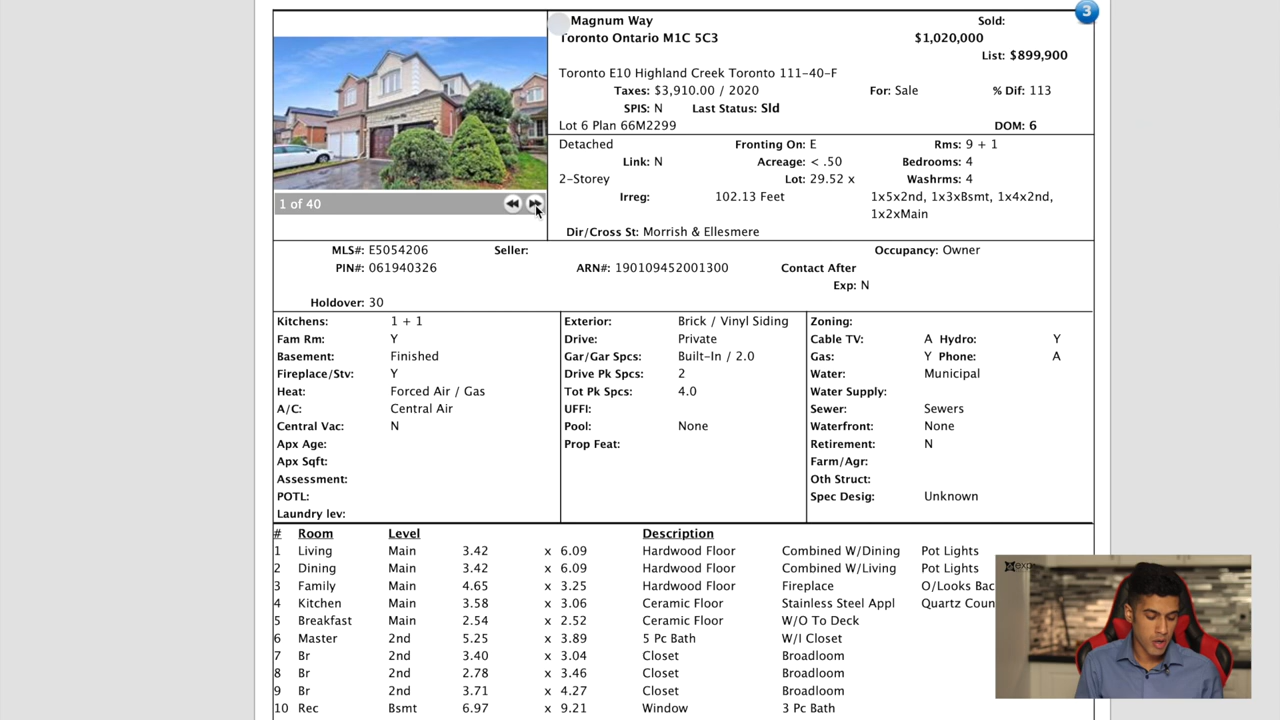 3
Magnum Way Sold:
Toronto Ontario M1C 5C3 $1,020,000
List: $899,900
Toronto E10 Highland Creek Toronto 111-40-F
Taxes: $3,910.00 / 2020 For: Sale % Dif: 113
SPIS: N Last Status: Sld
Lot 6 Plan 66M2299 DOM: 6
1 of 40
Detached Fronting On: E Rms: 9 + 1
Link: N Acreage: < .50 Bedrooms: 4
2-Storey Lot: 29.52 x Washrms: 4
Irreg: 102.13 Feet 1x5x2nd, 1x3xBsmt, 1x4x2nd,
1x2xMain
Dir/Cross St: Morrish & Ellesmere
MLS#: E5054206 Seller: Occupancy: Owner
PIN#: 061940326 ARN#: 190109452001300 Contact After
Exp: N
Holdover: 30
Kitchens: 1 + 1 Exterior: Brick / Vinyl Siding Zoning:
Fam Rm: Y Drive: Private Cable TV: A Hydro: Y
Basement: Finished Gar/Gar Spcs: Built-In / 2.0 Gas: Y Phone: A
Fireplace/Stv: Y Drive Pk Spcs: 2 Water: Municipal
Heat: Forced Air / Gas Tot Pk Spcs: 4.0 Water Supply:
A/C: Central Air UFFI: Sewer: Sewers
Central Vac: N Pool: None Waterfront: None
Apx Age: Prop Feat: Retirement: N
Apx Sqft: Farm/Agr:
Assessment: Oth Struct:
POTL: Spec Desig: Unknown
Laundry lev:
# Room Level Description
1 Living Main 3.42 x 6.09 Hardwood Floor Combined W/Dining Pot Lights
2 Dining Main 3.42 x 6.09 Hardwood Floor Combined W/Living Pot Lights
3 Family Main 4.65 x 3.25 Hardwood Floor Fireplace O/Looks Bac
4 Kitchen Main 3.58 x 3.06 Ceramic Floor Stainless Steel Appl Quartz Coun
5 Breakfast Main 2.54 x 2.52 Ceramic Floor W/O To Deck
6 Master 2nd 5.25 x 3.89 5 Pc Bath W/I Closet
7 Br 2nd 3.40 x 3.04 Closet Broadloom
8 Br 2nd 2.78 x 3.46 Closet Broadloom
9 Br 2nd 3.71 x 4.27 Closet Broadloom
10 Rec Bsmt 6.97 x 9.21 Window 3 Pc Bath
exp